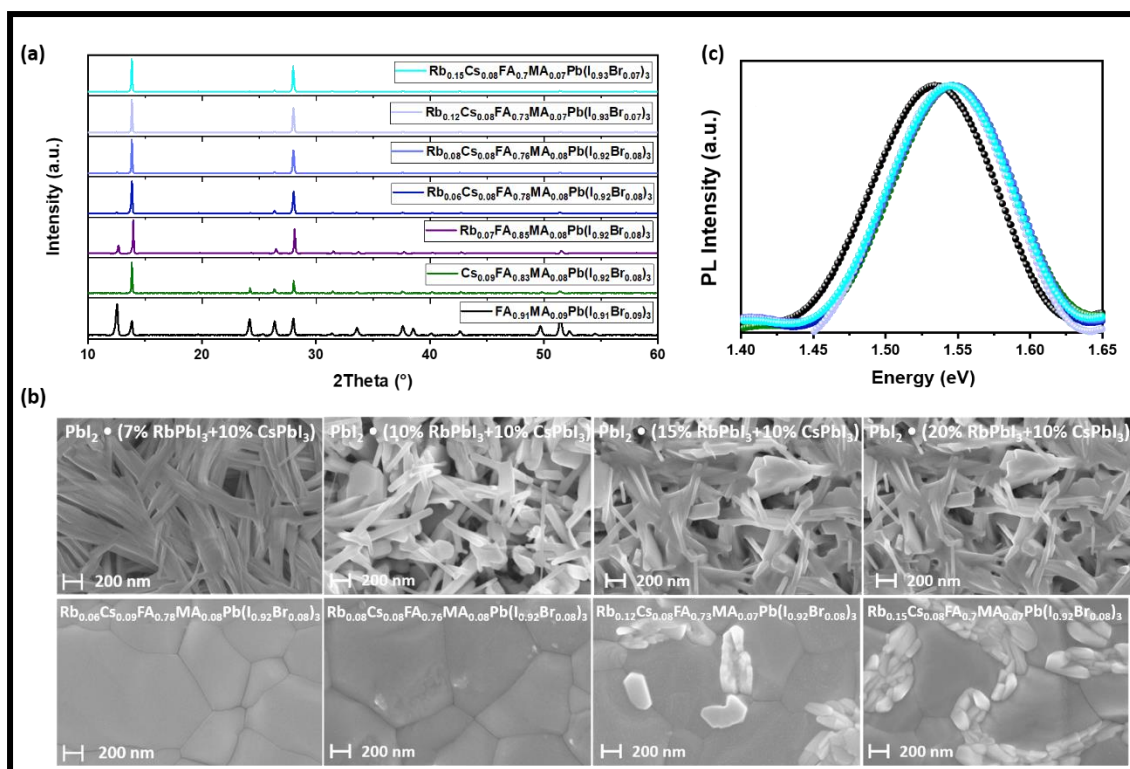 (a)
Intensity (a.u.)
Rb0.15Cs0.08FA0.7MA0.07Pb(I0.93Br0.07)3
Rb0.12Cs0.08FA0.73MA0.07Pb(I0.93Br0.07)3
Rb0.08Cs0.08FA0.76MA0.08Pb(I0.92Br0.08)3
Rb0.06Cs0.08FA0.78MA0.08Pb(I0.92Br0.08)3
Rb0.07FA0.85MA0.08Pb(I0.92Br0.08)3
Cs0.09FA0.83MA0.08Pb(I0.92Br0.08)3
FA0.91MA0.09Pb(I0.91Br0.09)3
10 20 30 40 50 60
2Theta (°)
(c)
PL Intensity (a.u.)
1.40 1.45 1.50 1.55 1.60 1.65
Energy (eV)
(b)
PbI2 • (7% RbPbI3+10% CsPbI3)
200 nm
PbI2 • (10% RbPbI3+10% CsPbI3)
200 nm
PbI2 • (15% RbPbI3+10% CsPbI3)
200 nm
PbI2 • (20% RbPbI3+10% CsPbI3)
200 nm
Rb0.06Cs0.09FA0.78MA0.08Pb(I0.92Br0.08)3
200 nm
Rb0.08Cs0.08FA0.76MA0.08Pb(I0.92Br0.08)3
200 nm
Rb0.12Cs0.08FA0.73MA0.07Pb(I0.92Br0.08)3
200 nm
Rb0.15Cs0.08FA0.7MA0.07Pb(I0.92Br0.08)3
200 nm